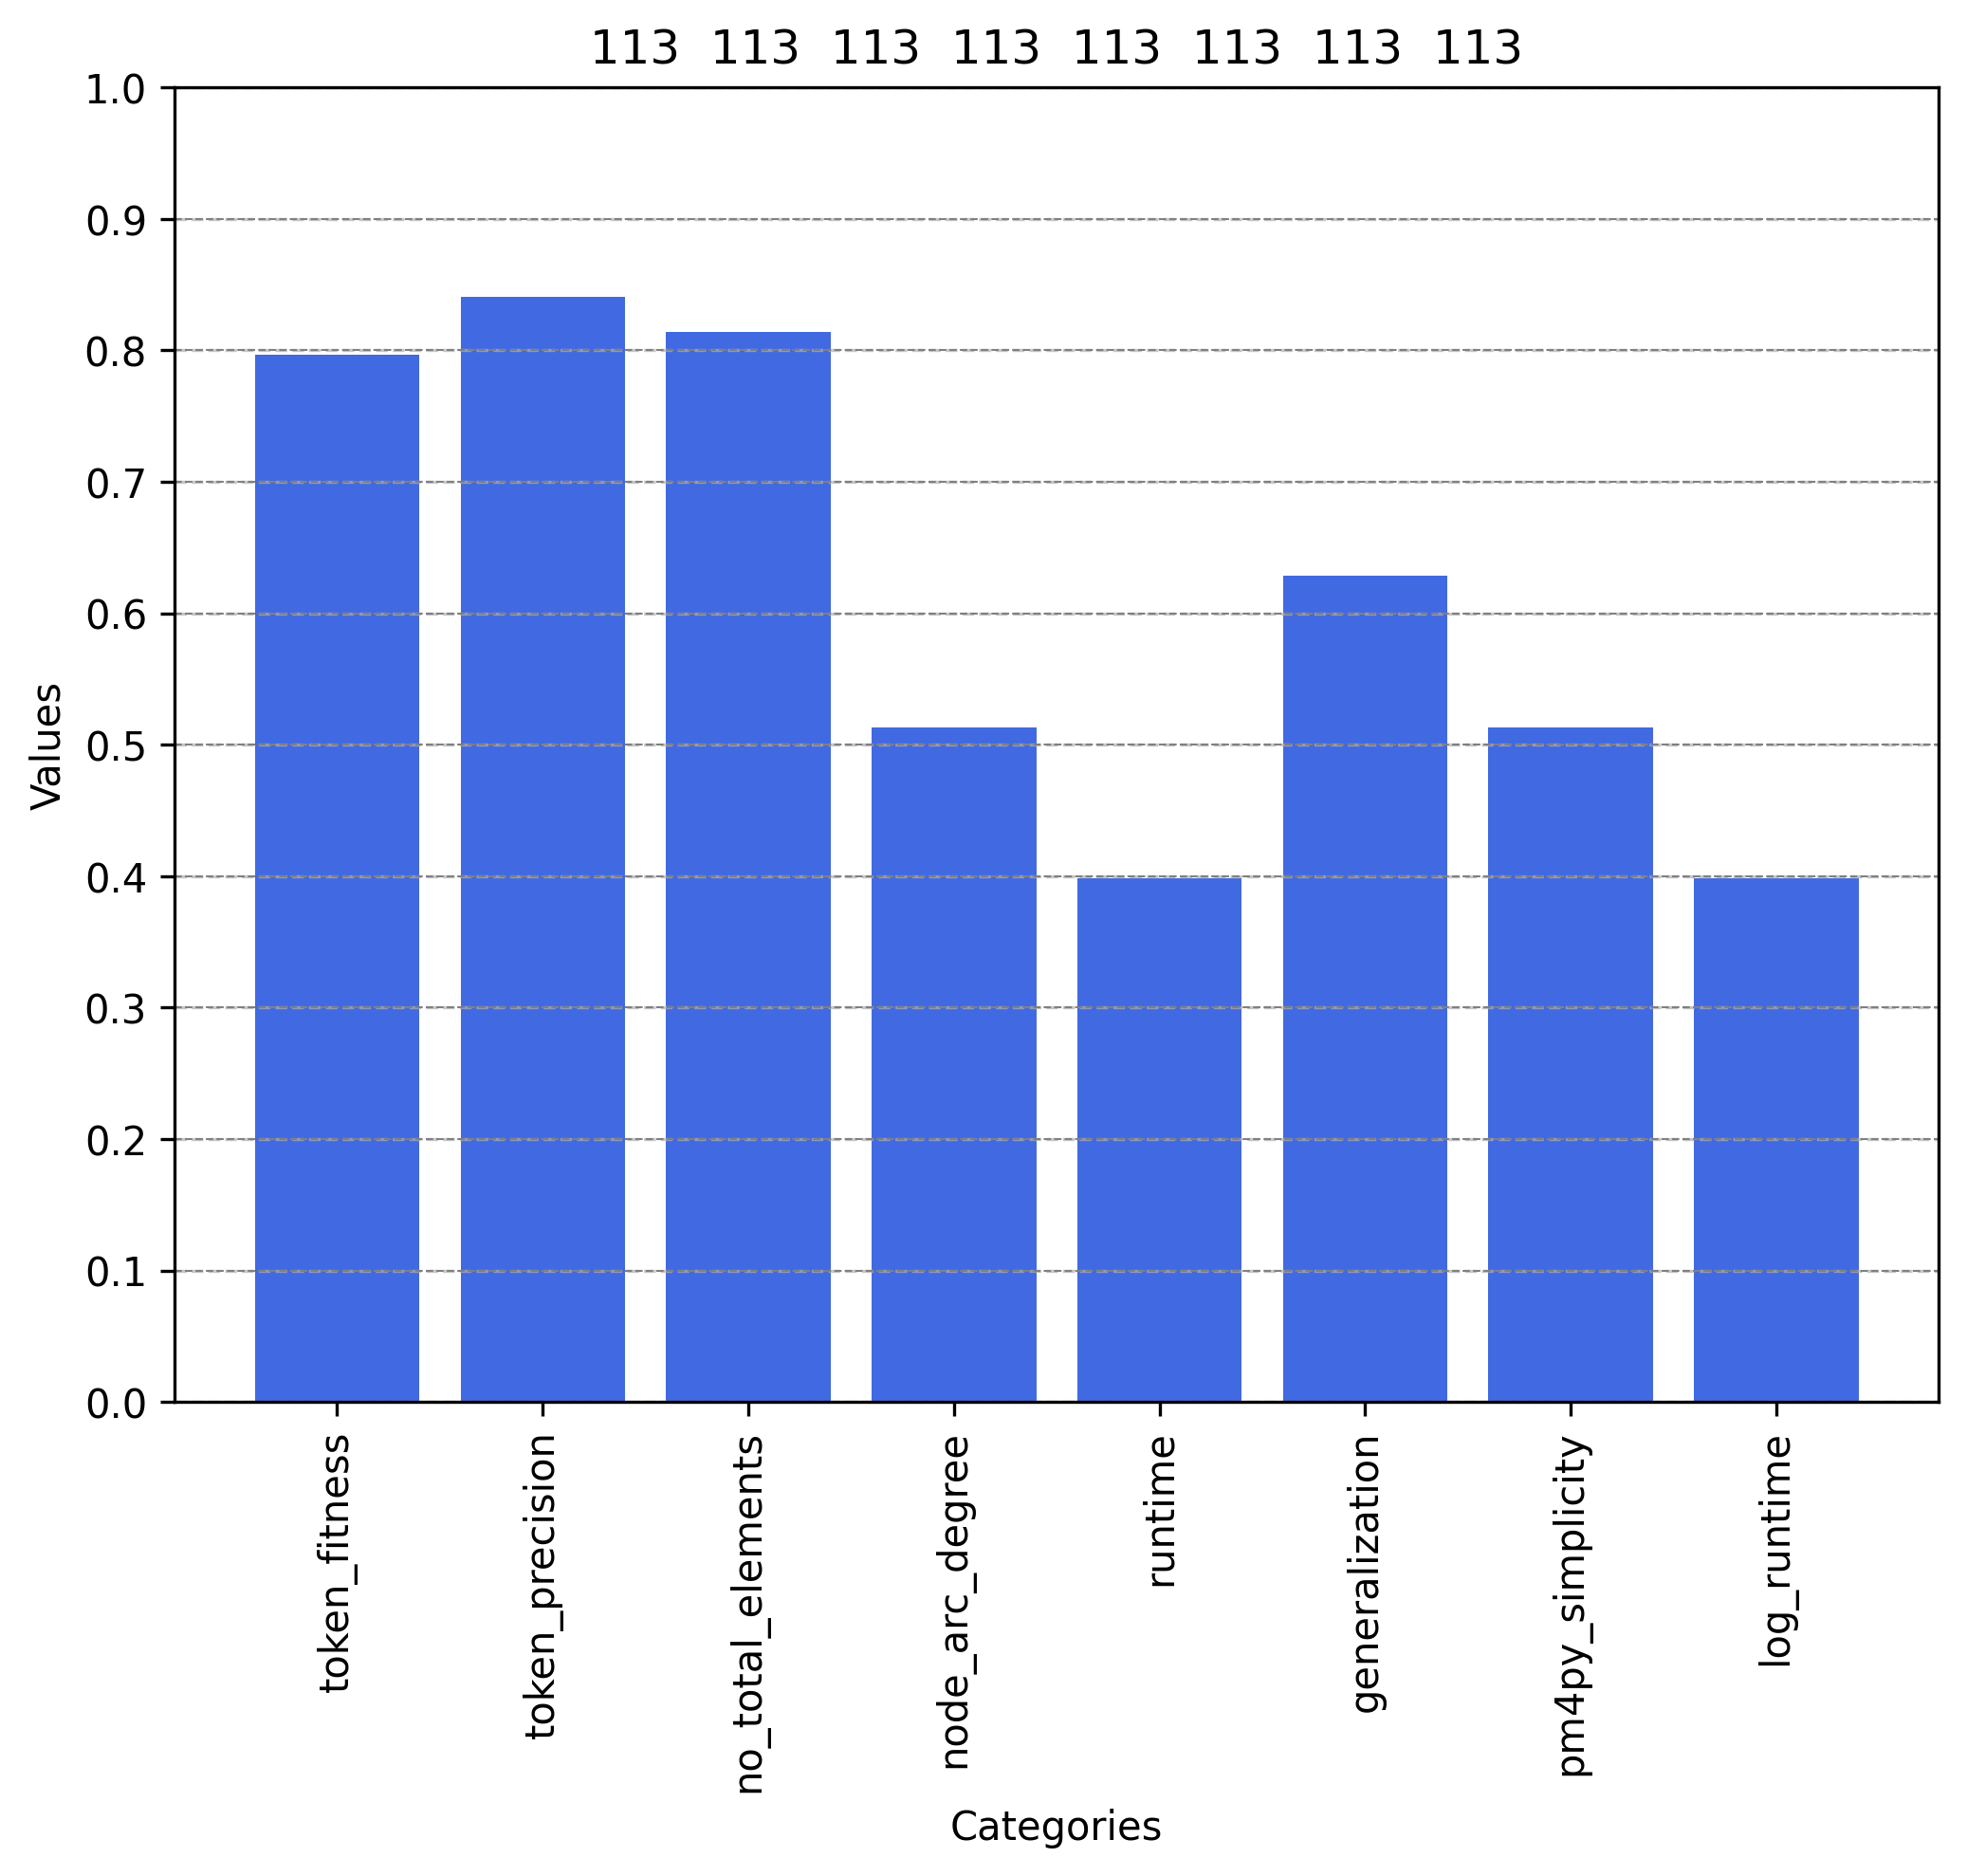 113 113 113 113 113 113 113 113
1.0
0.9
0.8
0.7
0.6
0.5
0.4
0.3
0.2
0.1
0.0
Values
token_fitness
token_precision
no_total_elements
node_arc_degree
runtime
generalization
pm4py_simplicity
log_runtime
Categories